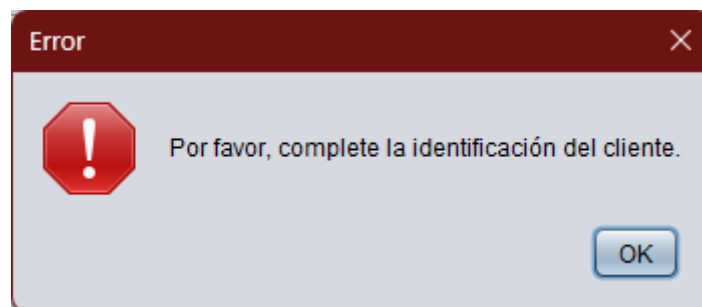 Error
Por favor, complete la identificación del cliente.
OK